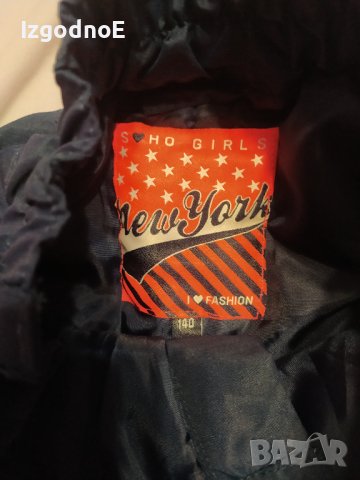 IzgodnoE
S♥HO GIRLS
New York
I ♥ FASHION
140
BAZAR